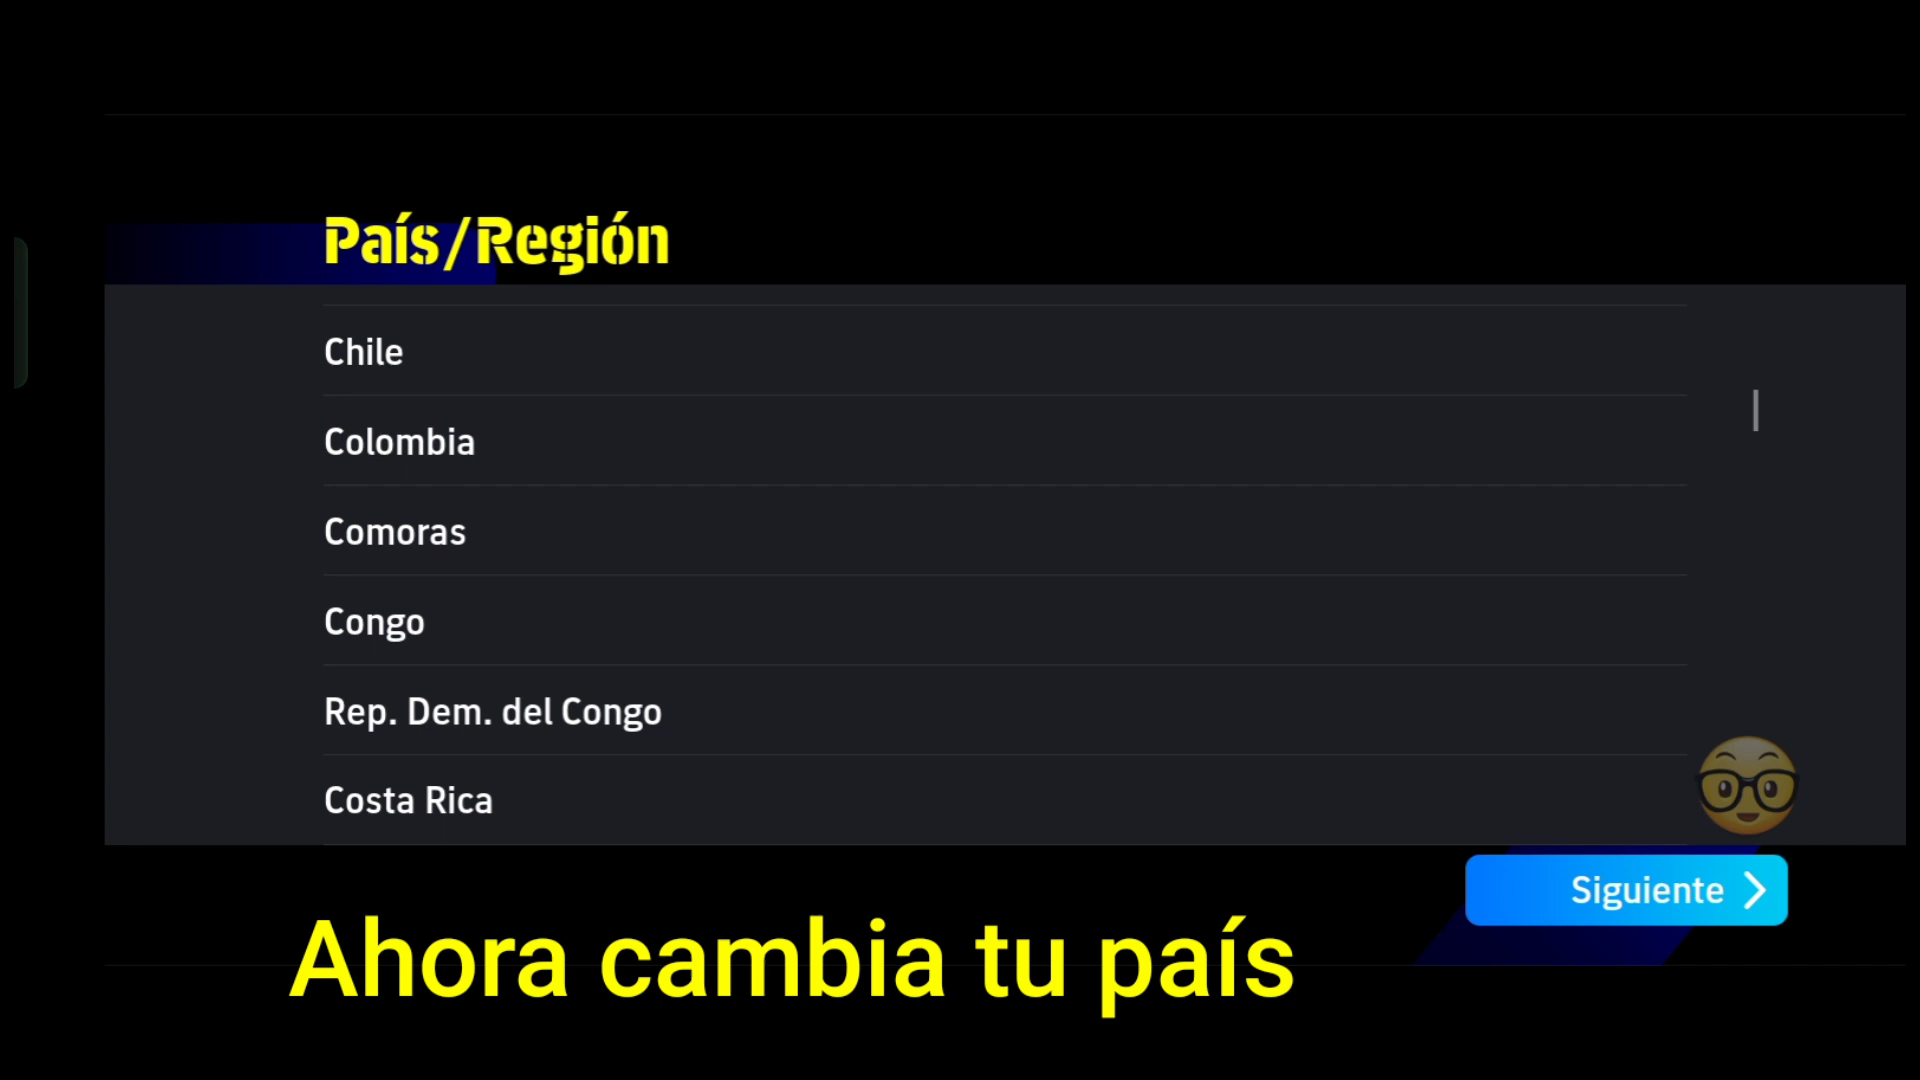 País/Región
Chile
Colombia
Comoras
Congo
Rep. Dem. del Congo
Costa Rica
Siguiente
Ahora cambia tu país